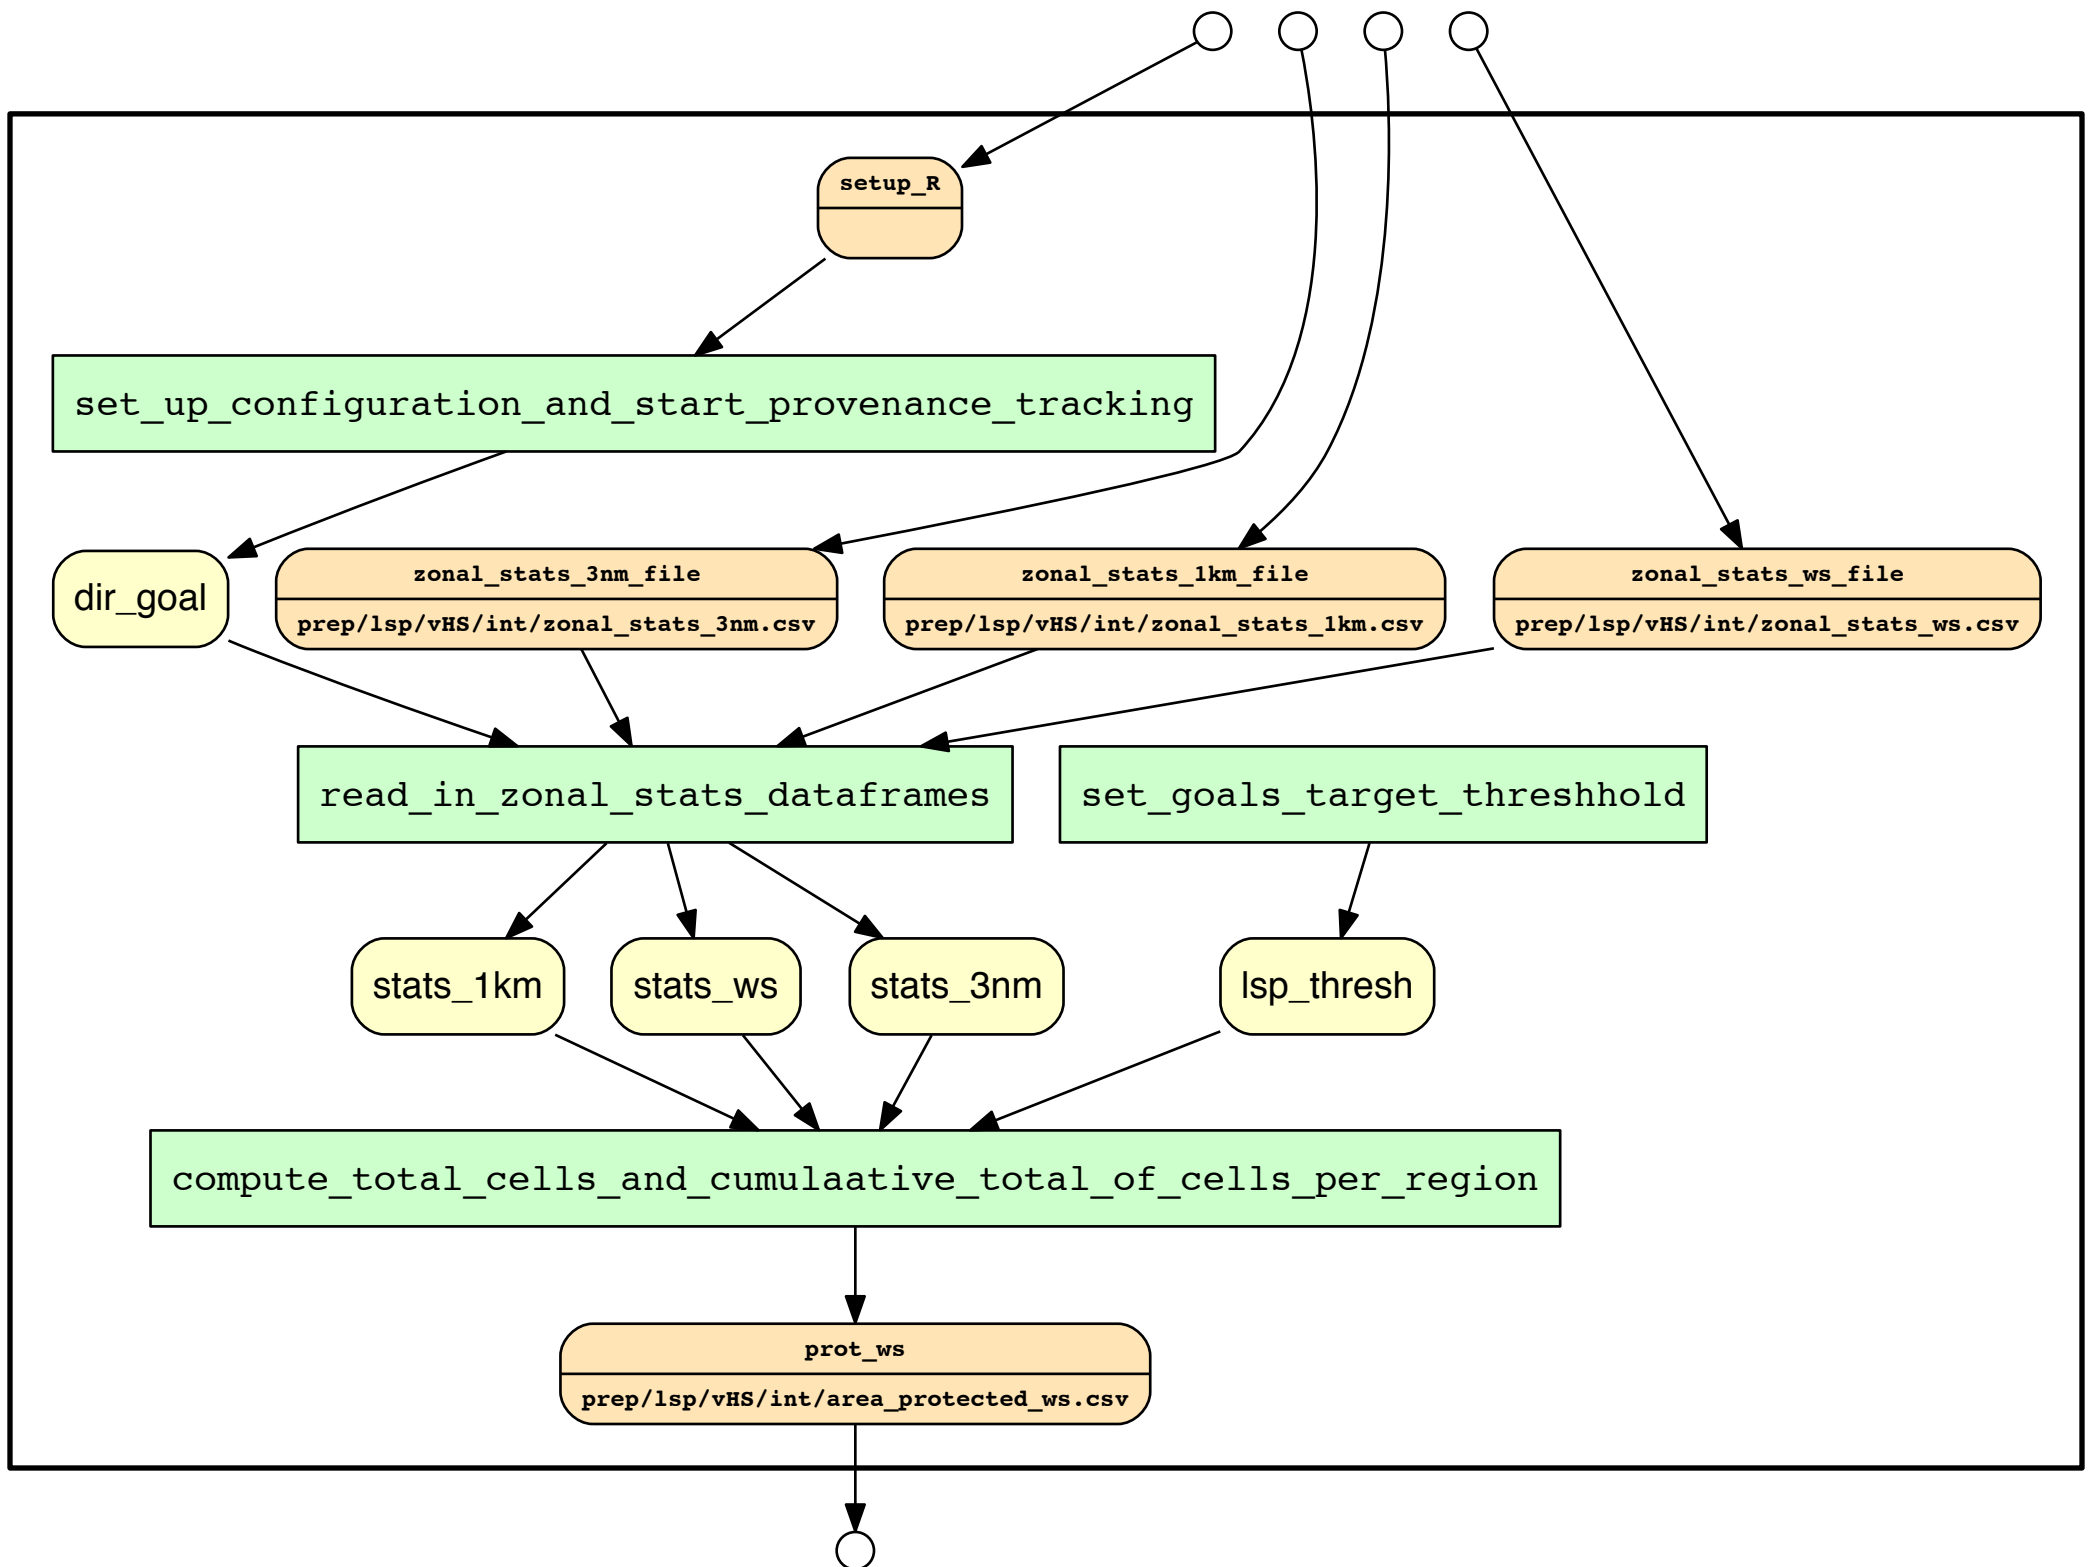 setup_R
set_up_configuration_and_start_provenance_tracking
dir_goal
zonal_stats_3nm_file
prep/lsp/vHS/int/zonal_stats_3nm.csv
zonal_stats_1km_file
prep/lsp/vHS/int/zonal_stats_1km.csv
zonal_stats_ws_file
prep/lsp/vHS/int/zonal_stats_ws.csv
read_in_zonal_stats_dataframes
set_goals_target_threshhold
stats_1km
stats_ws
stats_3nm
lsp_thresh
compute_total_cells_and_cumulaative_total_of_cells_per_region
prot_ws
prep/lsp/vHS/int/area_protected_ws.csv